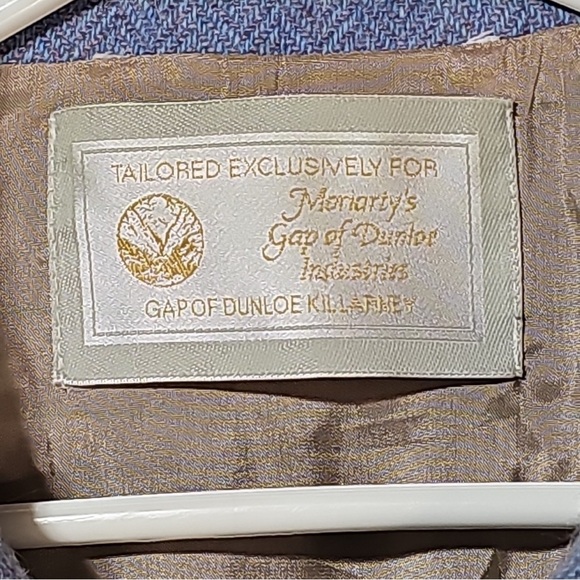 TAILORED EXCLUSIVELY FOR
Moriarty's
Gap of Dunloe
Industries
GAP OF DUNLOE KILLARNEY